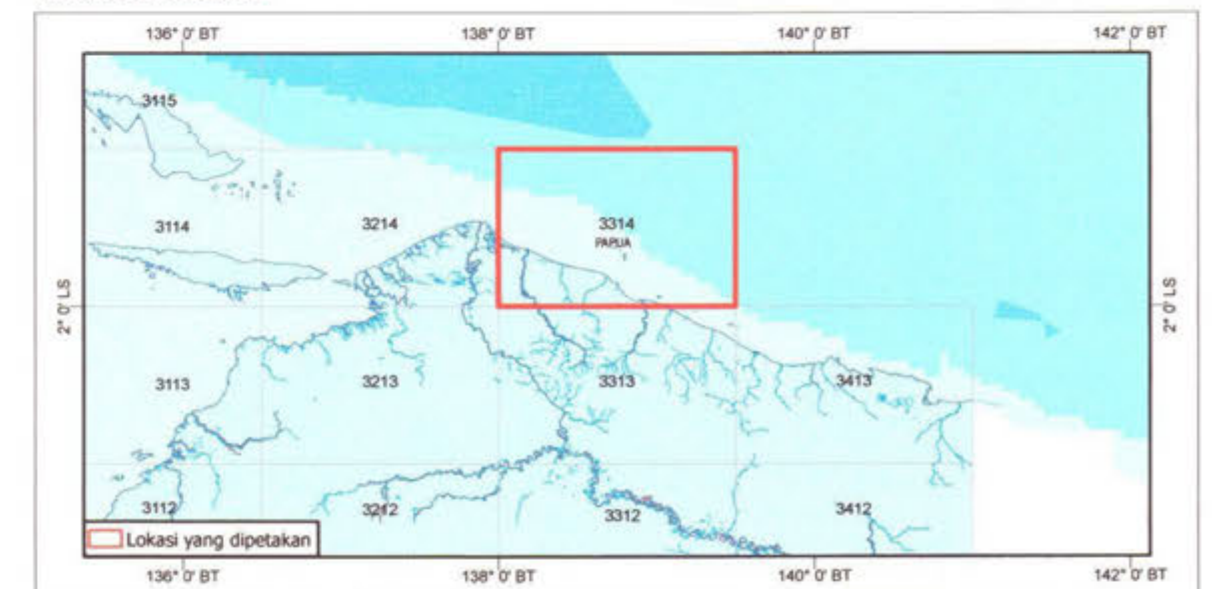 136° 0' BT 138° 0' BT 140° 0' BT 142° 0' BT
3115
3114 3214 3314
PAPUA
2° 0' LS 2° 0' LS
3113 3213 3313 3413
3112 3212 3312 3412
Lokasi yang dipetakan
136° 0' BT 138° 0' BT 140° 0' BT 142° 0' BT